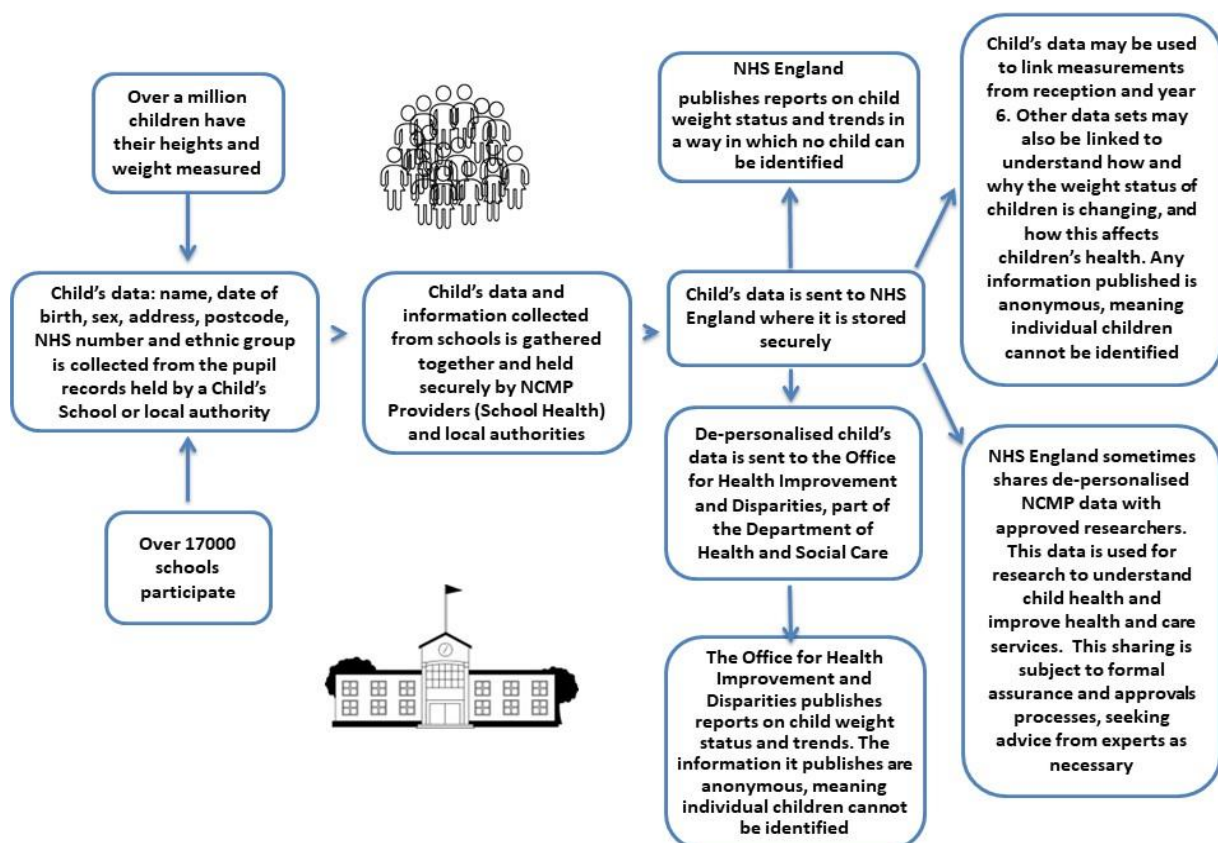 Over a million
children have
their heights and
weight measured
Child’s data: name, date of
birth, sex, address, postcode,
NHS number and ethnic group
is collected from the pupil
records held by a Child’s
School or local authority
Over 17000
schools
participate
Child’s data and
information collected
from schools is gathered
together and held
securely by NCMP
Providers (School Health)
and local authorities
NHS England
publishes reports on child
weight status and trends in
a way in which no child can
be identified
Child’s data is sent to NHS
England where it is stored
securely
De-personalised child’s
data is sent to the Office
for Health Improvement
and Disparities, part of
the Department of
Health and Social Care
The Office for Health
Improvement and
Disparities publishes
reports on child weight
status and trends. The
information it publishes are
anonymous, meaning
individual children cannot
be identified
Child’s data may be used
to link measurements
from reception and year
6. Other data sets may
also be linked to
understand how and
why the weight status of
children is changing, and
how this affects
children’s health. Any
information published is
anonymous, meaning
individual children
cannot be identified
NHS England sometimes
shares de-personalised
NCMP data with
approved researchers.
This data is used for
research to understand
child health and
improve health and care
services. This sharing is
subject to formal
assurance and approvals
processes, seeking
advice from experts as
necessary